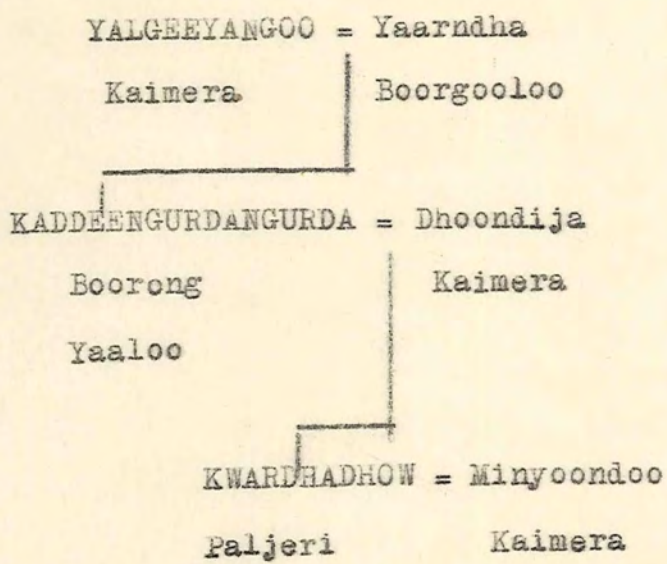 YALGEEYANGOO = Yaarndha
Kaimera Boorgooloo
KADDEENGURDANGURDA = Dhoondija
Boorong Kaimera
Yaaloo
KWARDHADHOW = Minyoondoo
Paljeri Kaimera